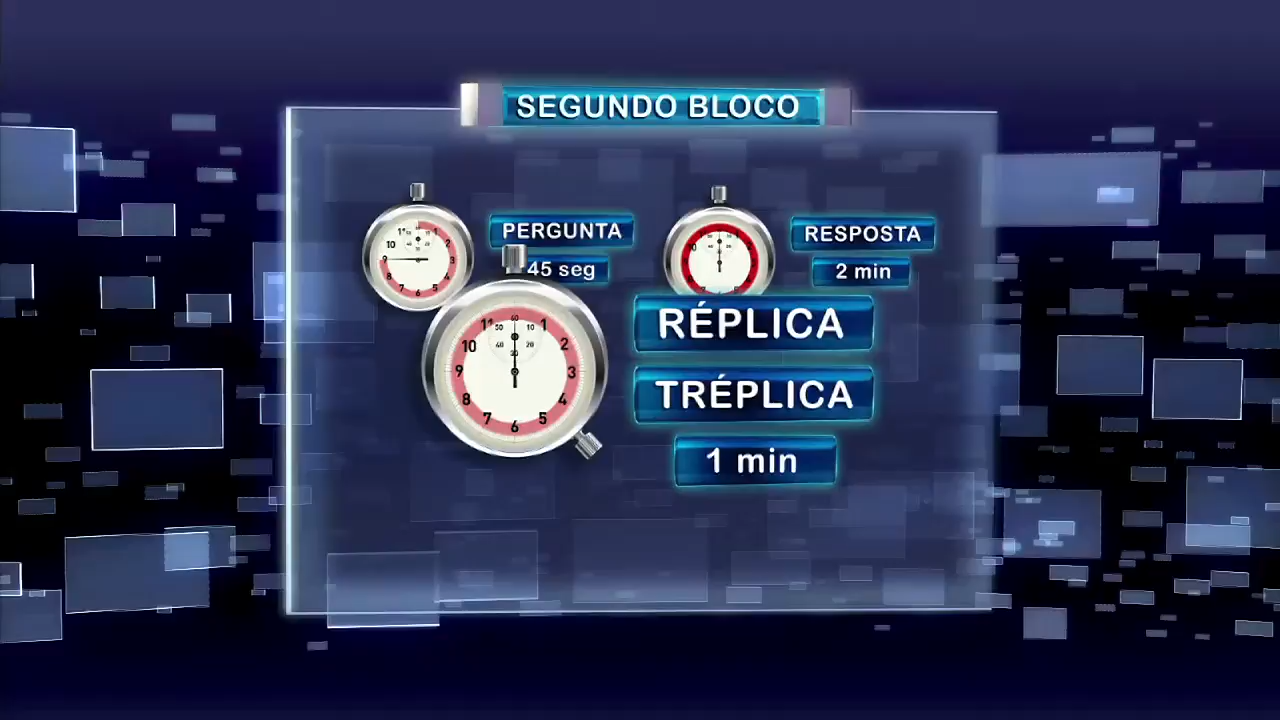 SEGUNDO BLOCO
PERGUNTA
45 seg
RESPOSTA
2 min
RÉPLICA
TRÉPLICA
1 min